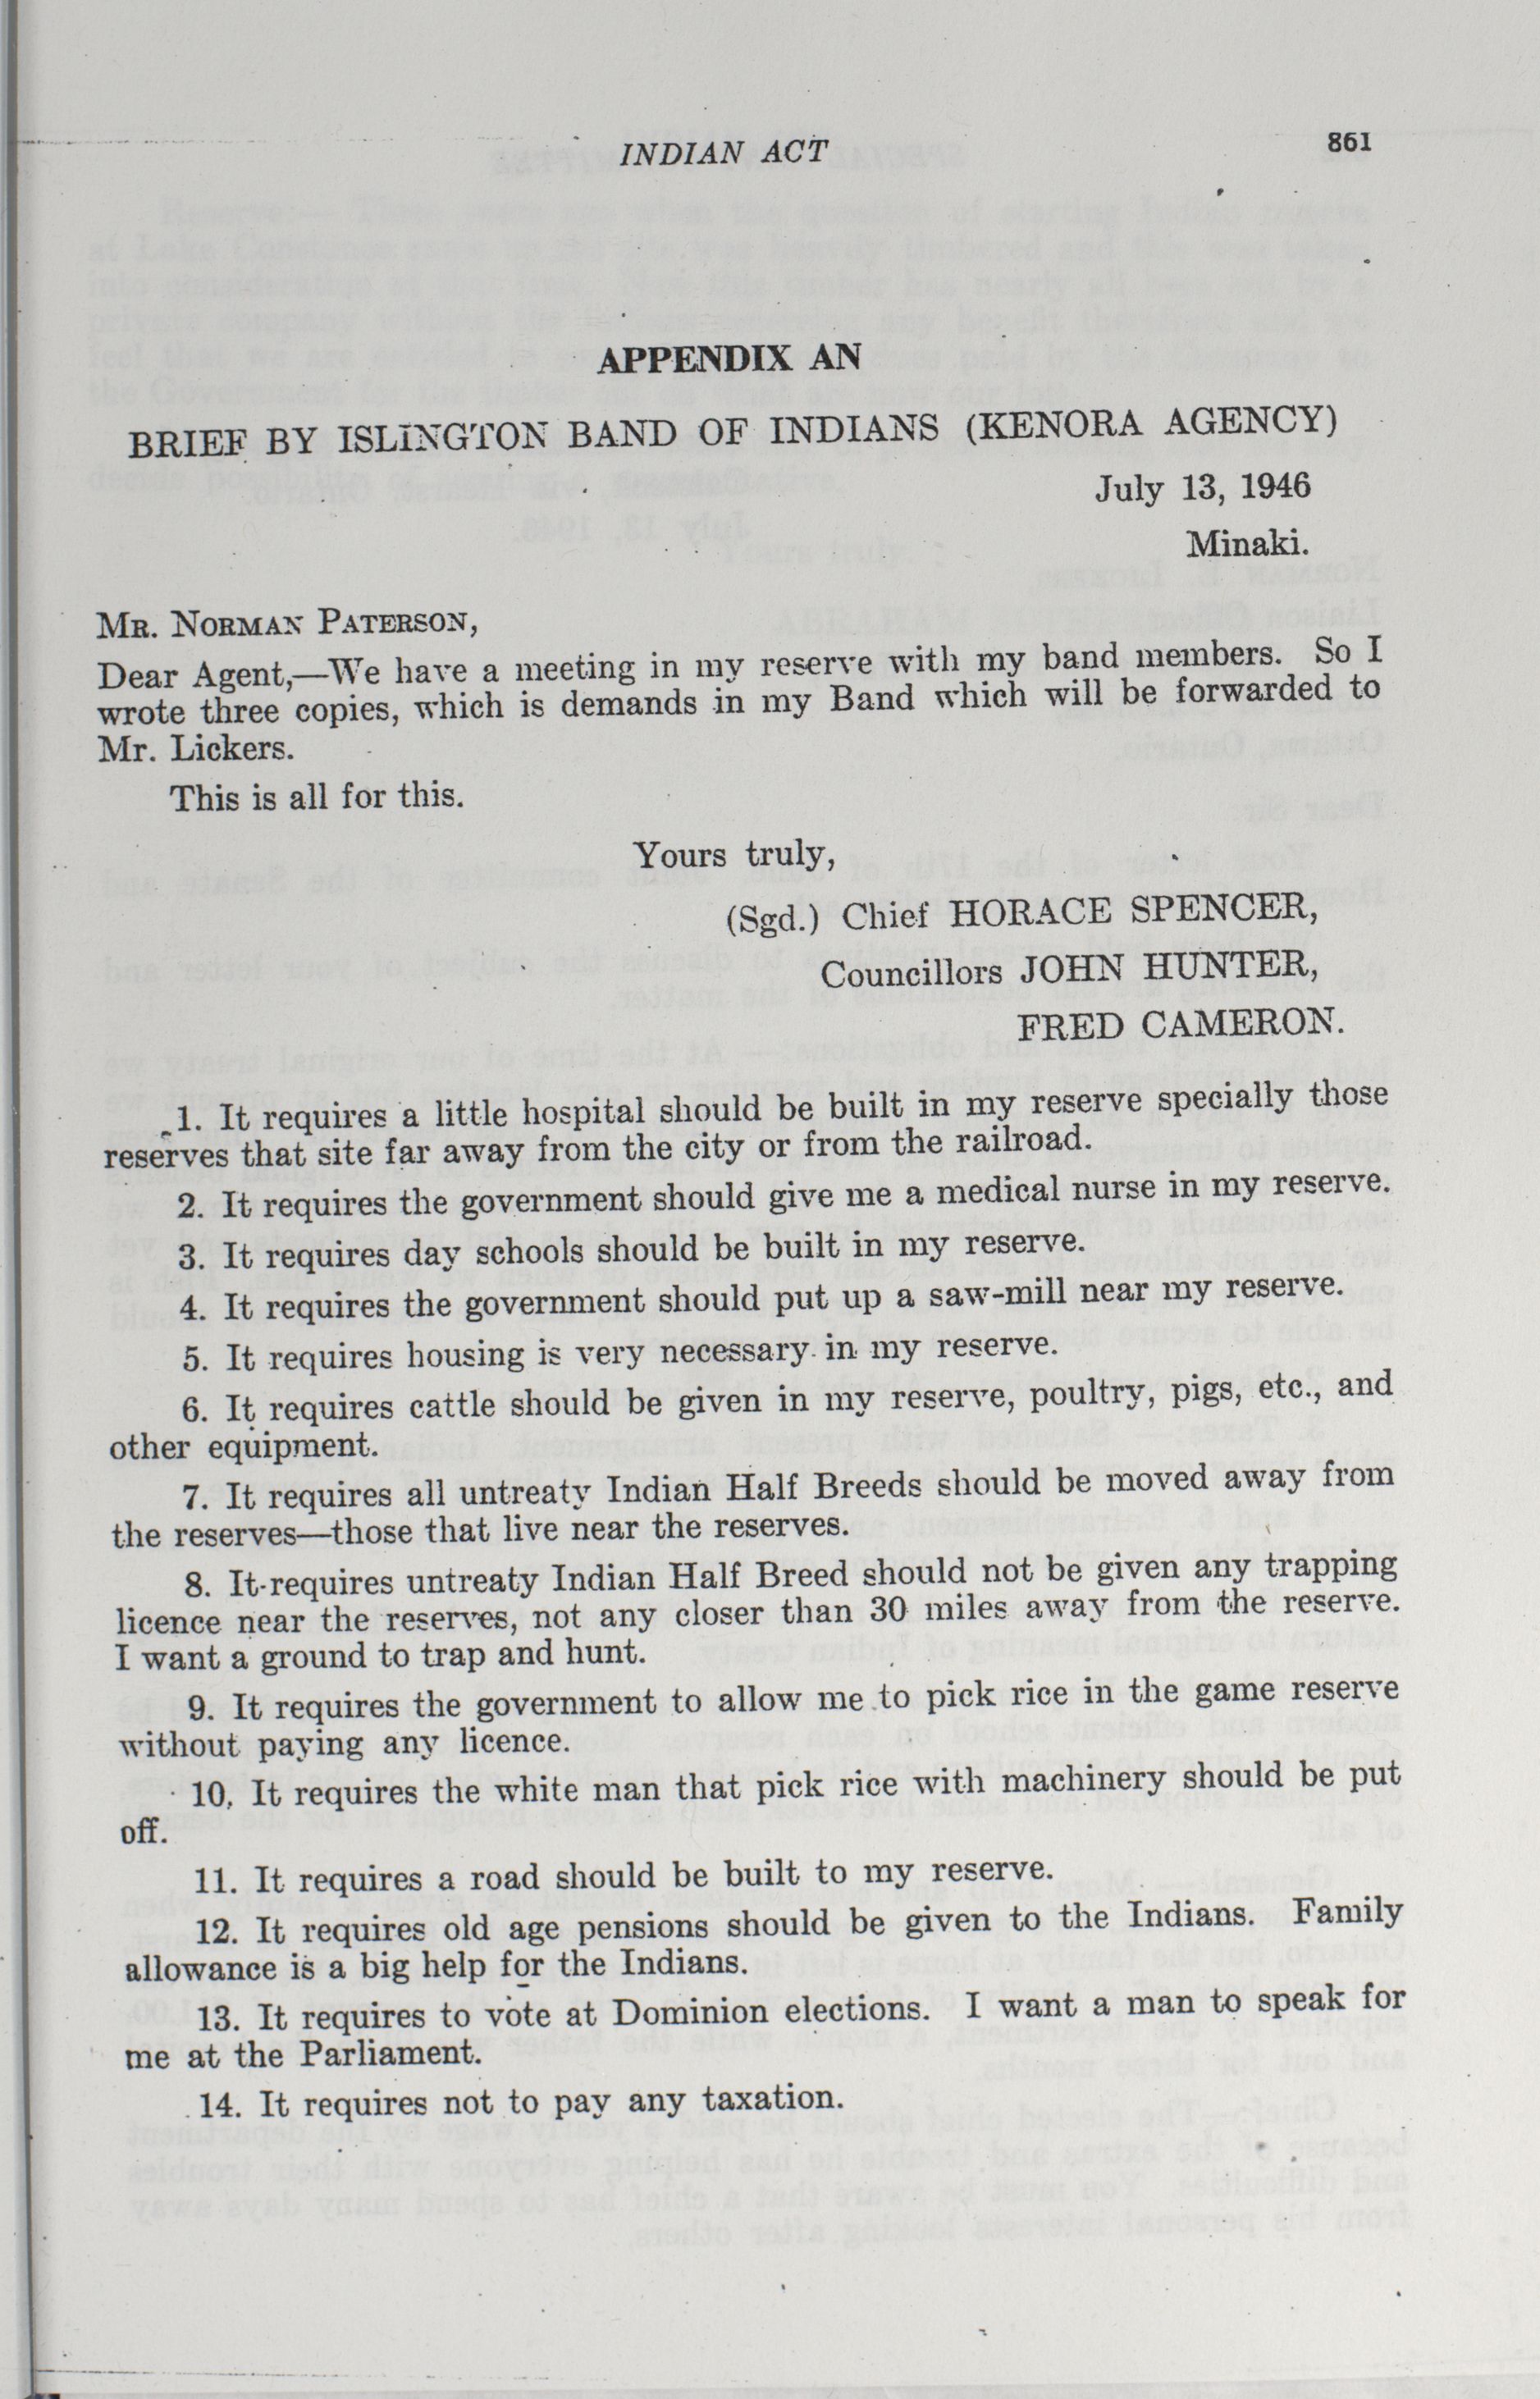 INDIAN ACT 861
APPENDIX AN
BRIEF BY ISLINGTON BAND OF INDIANS (KENORA AGENCY)
July 13, 1946
Minaki.
MR. NORMAN PATERSON,
Dear Agent,—We have a meeting in my reserve with my band members. So I
wrote three copies, which is demands in my Band which will be forwarded to
Mr. Lickers.
This is all for this.
Yours truly,
(Sgd.) Chief HORACE SPENCER,
Councillors JOHN HUNTER,
FRED CAMERON.
1. It requires a little hospital should be built in my reserve specially those
reserves that site far away from the city or from the railroad.
2. It requires the government should give me a medical nurse in my reserve.
3. It requires day schools should be built in my reserve.
4. It requires the government should put up a saw-mill near my reserve.
5. It requires housing is very necessary in my reserve.
6. It requires cattle should be given in my reserve, poultry, pigs, etc., and
other equipment.
7. It requires all untreaty Indian Half Breeds should be moved away from
the reserves—those that live near the reserves.
8. It requires untreaty Indian Half Breed should not be given any trapping
licence near the reserves, not any closer than 30 miles away from the reserve.
I want a ground to trap and hunt.
9. It requires the government to allow me to pick rice in the game reserve
without paying any licence.
10. It requires the white man that pick rice with machinery should be put
off.
11. It requires a road should be built to my reserve.
12. It requires old age pensions should be given to the Indians. Family
allowance is a big help for the Indians.
13. It requires to vote at Dominion elections. I want a man to speak for
me at the Parliament.
14. It requires not to pay any taxation.